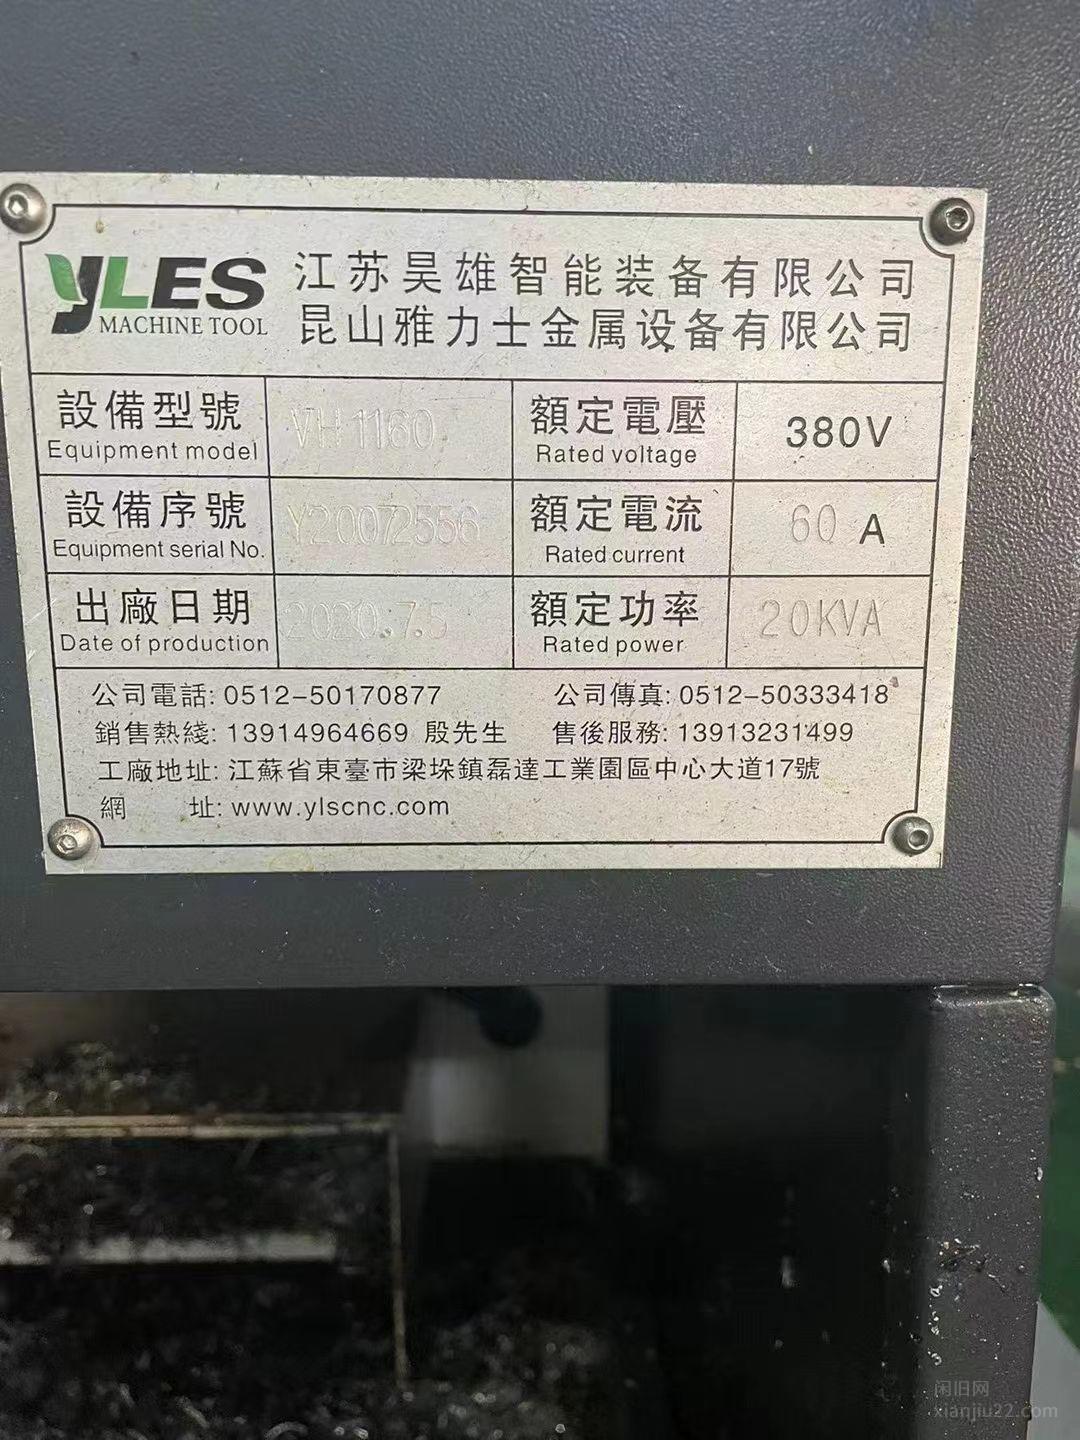 YLES
MACHINE TOOL
江苏昊雄智能装备有限公司
昆山雅力士金属设备有限公司
設備型號 VH1160 額定電壓 380V
Equipment model Rated voltage
設備序號 Y20072556 額定電流 60 A
Equipment serial No. Rated current
出廠日期 2020.7.5 額定功率 20KVA
Date of production Rated power
公司電話: 0512-50170877 公司傳真: 0512-50333418
銷售熱綫: 13914964669 殷先生 售後服務: 13913231499
工廠地址: 江蘇省東臺市梁垛鎮磊達工業園區中心大道17號
網 址: www.ylscnc.com
闲旧网
xianjiu22.com